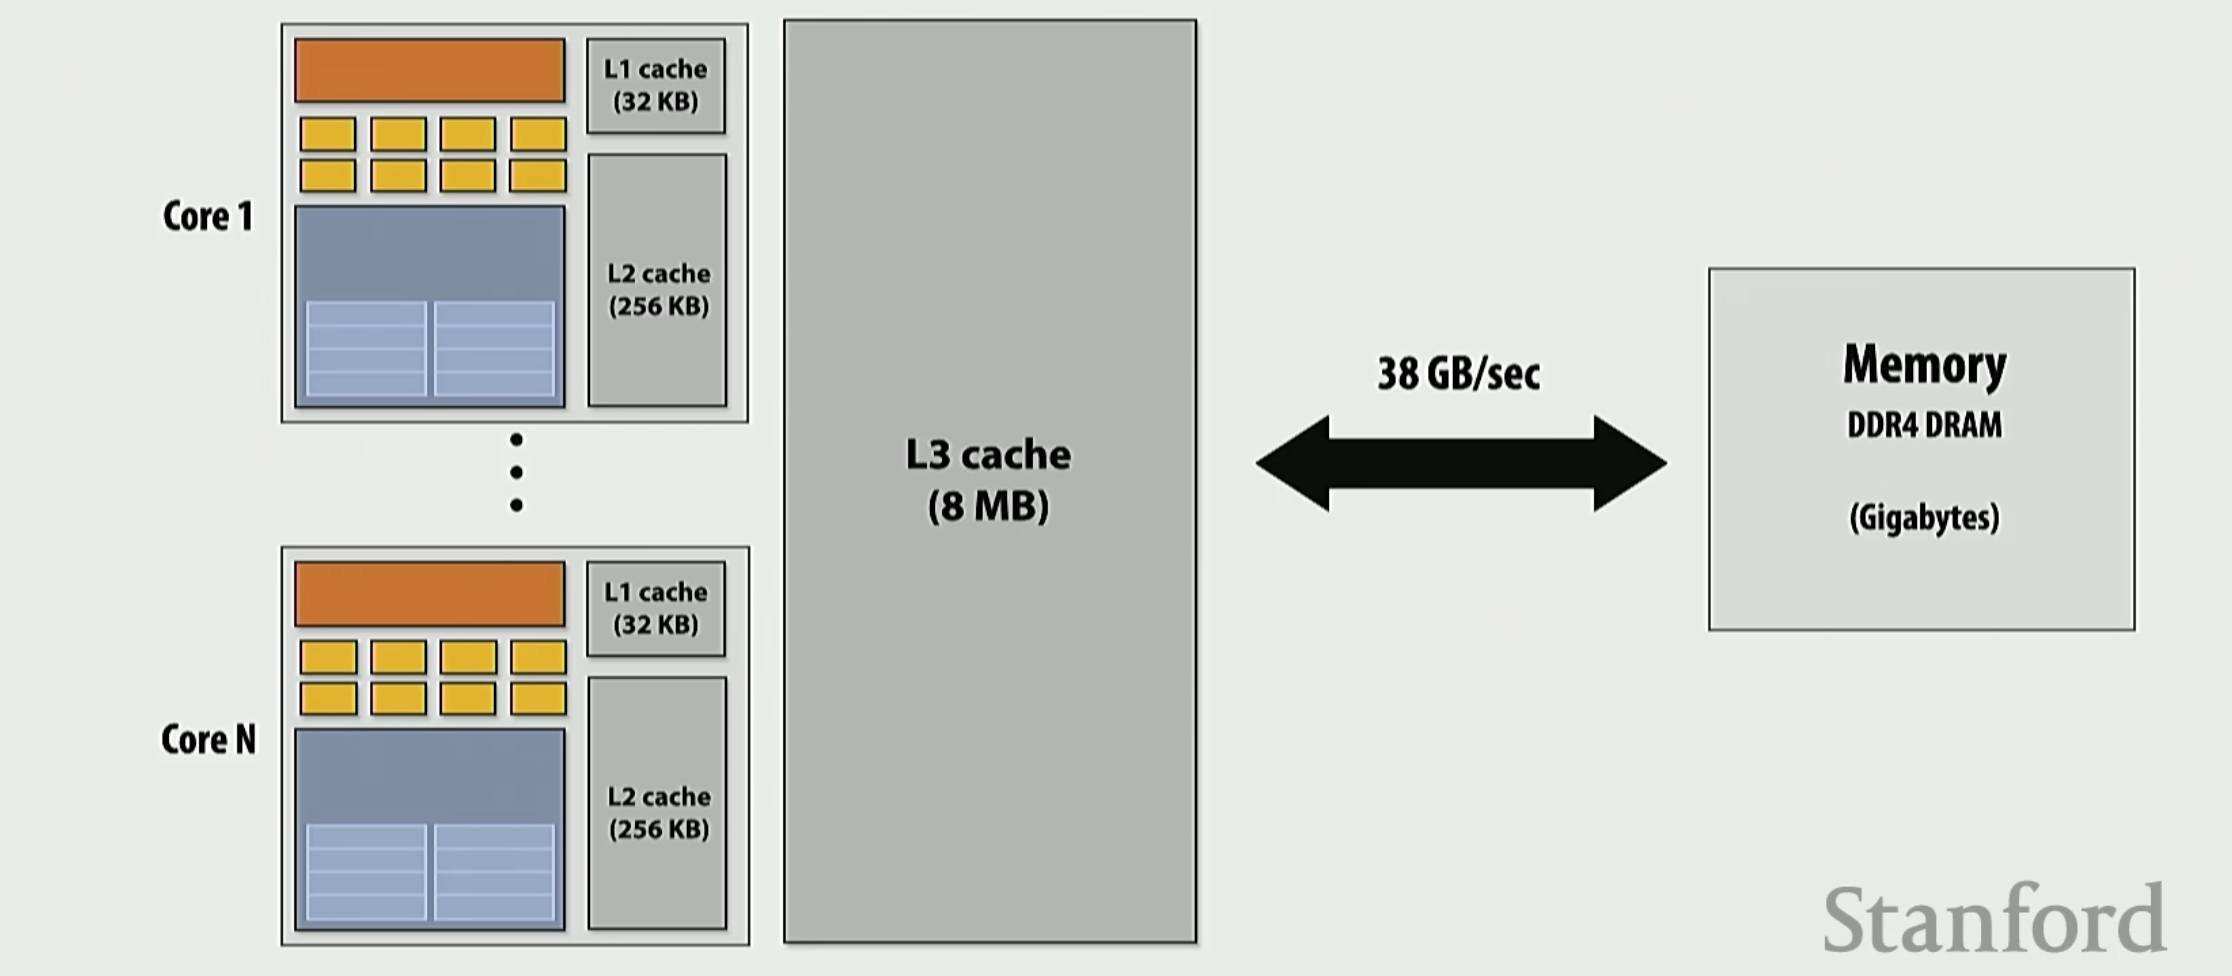 Core 1
L1 cache
(32 KB)
L2 cache
(256 KB)
Core N
L1 cache
(32 KB)
L2 cache
(256 KB)
L3 cache
(8 MB)
38 GB/sec
Memory
DDR4 DRAM
(Gigabytes)
Stanford